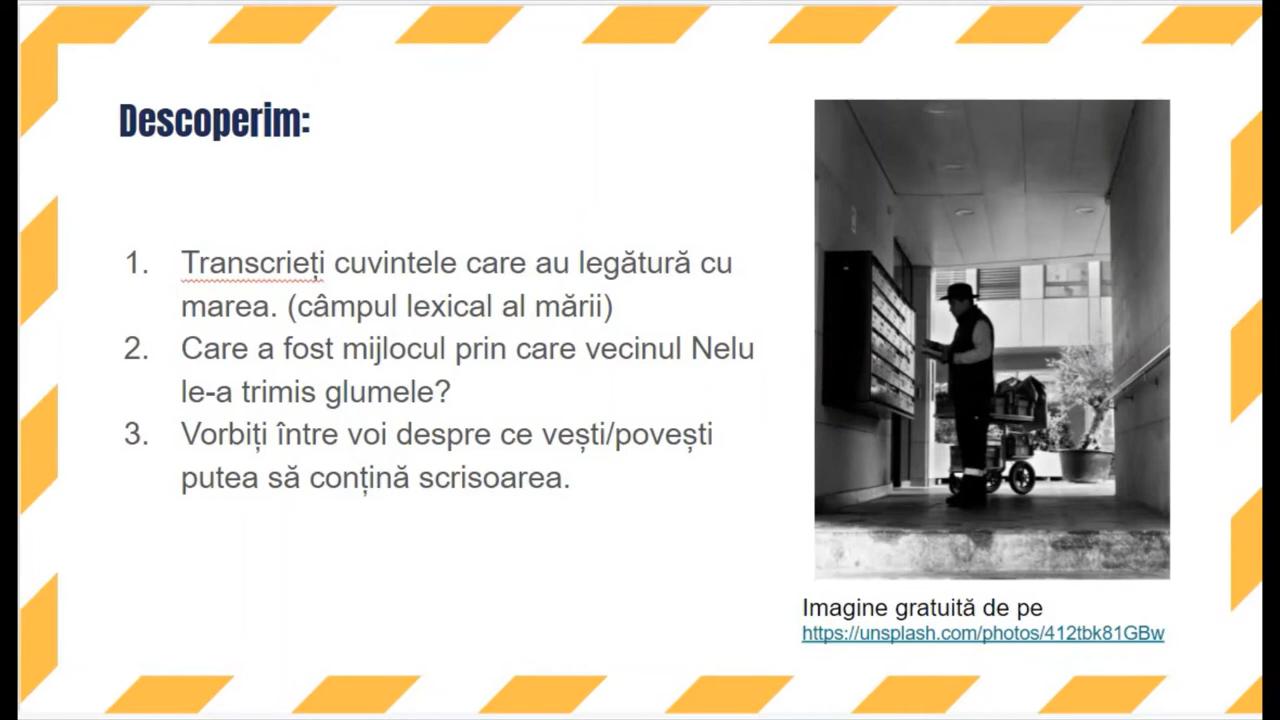 Descoperim:
1. Transcrieți cuvintele care au legătură cu
marea. (câmpul lexical al mării)
2. Care a fost mijlocul prin care vecinul Nelu
le-a trimis glumele?
3. Vorbiți între voi despre ce vești/povești
putea să conțină scrisoarea.
Imagine gratuită de pe
https://unsplash.com/photos/412tbk81GBw